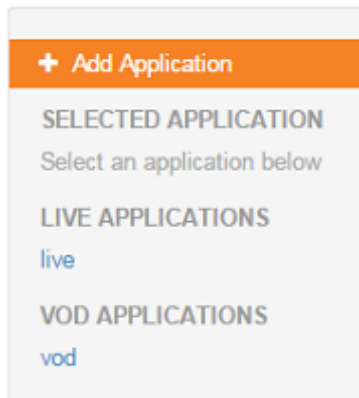 + Add Application
SELECTED APPLICATION
Select an application below
LIVE APPLICATIONS
live
VOD APPLICATIONS
vod